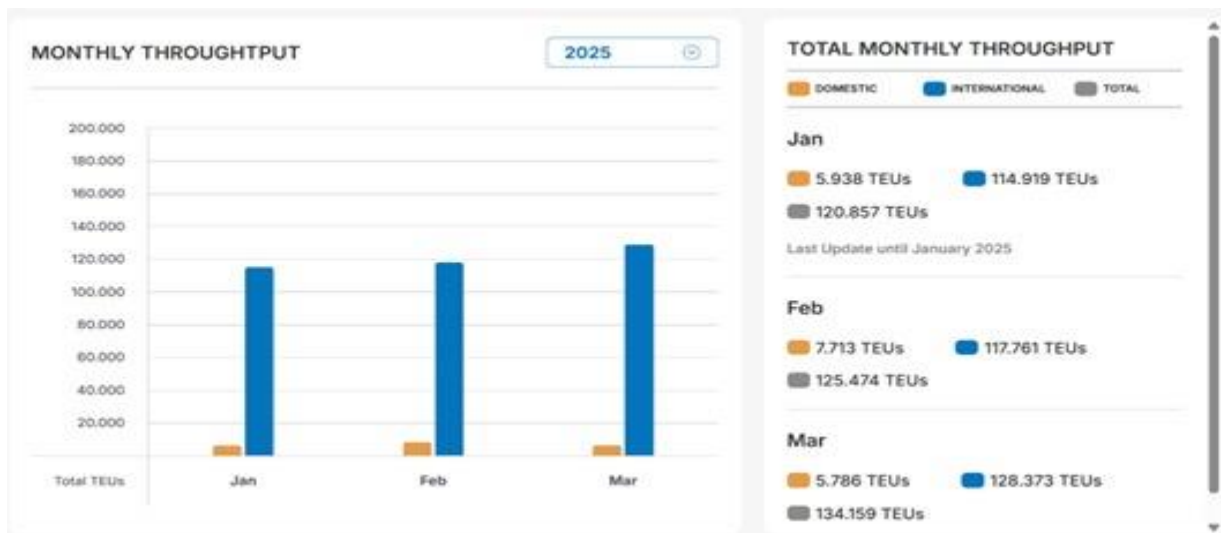 MONTHLY THROUGHTPUT
2025
200.000
180.000
160.000
140.000
120.000
100.000
80.000
60.000
40.000
20.000
Total TEUs
Jan
Feb
Mar
TOTAL MONTHLY THROUGHPUT
DOMESTIC INTERNATIONAL TOTAL
Jan
5.938 TEUs 114.919 TEUs
120.857 TEUs
Last Update until January 2025
Feb
7.713 TEUs 117.761 TEUs
125.474 TEUs
Mar
5.786 TEUs 128.373 TEUs
134.159 TEUs